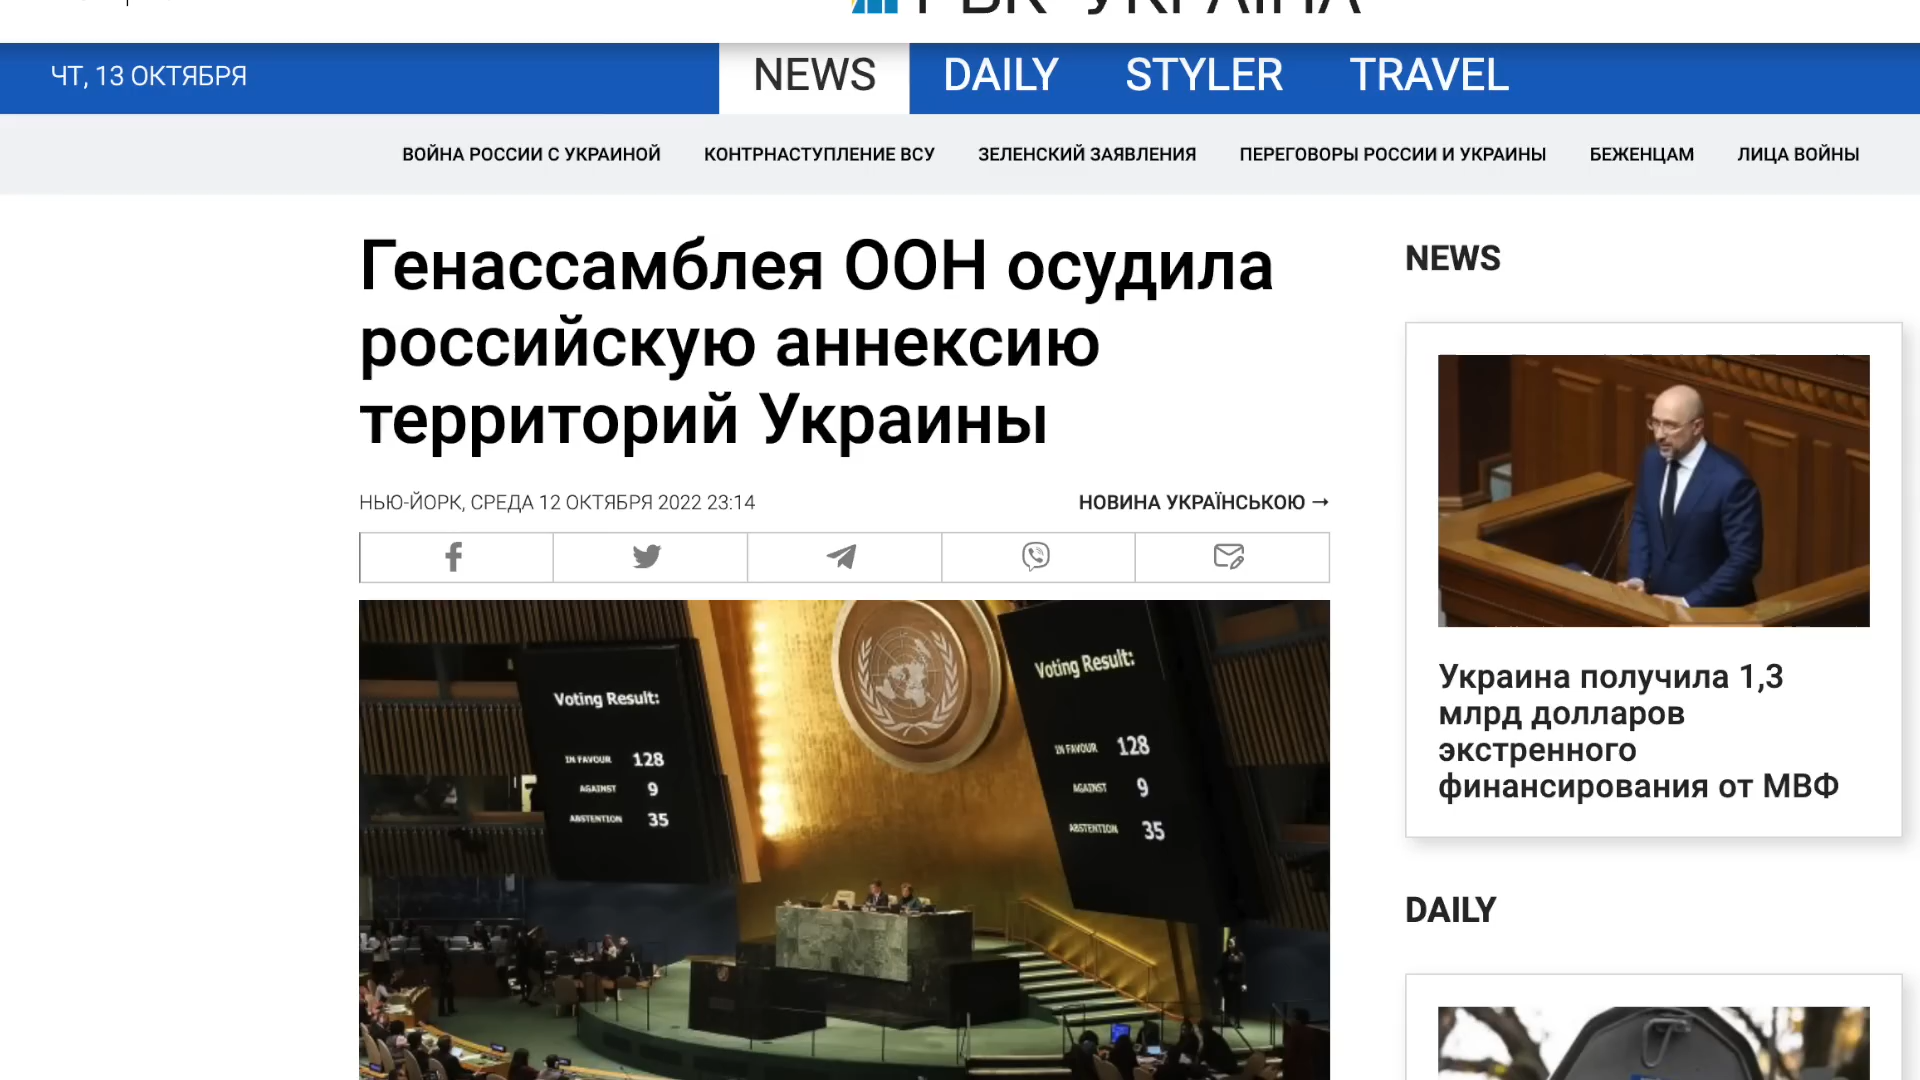 РБК-УКРАЇНА
ЧТ, 13 ОКТЯБРЯ
NEWS DAILY STYLER TRAVEL
ВОЙНА РОССИИ С УКРАИНОЙ КОНТРНАСТУПЛЕНИЕ ВСУ ЗЕЛЕНСКИЙ ЗАЯВЛЕНИЯ ПЕРЕГОВОРЫ РОССИИ И УКРАИНЫ БЕЖЕНЦАМ ЛИЦА ВОЙНЫ
Генассамблея ООН осудила
российскую аннексию
территорий Украины
НЬЮ-ЙОРК, СРЕДА 12 ОКТЯБРЯ 2022 23:14
НОВИНА УКРАЇНСЬКОЮ →
Voting Result:
IN FAVOUR 128
AGAINST 9
ABSTENTION 35
Voting Result:
IN FAVOUR 128
AGAINST 9
ABSTENTION 35
NEWS
Украина получила 1,3
млрд долларов
экстренного
финансирования от МВФ
DAILY